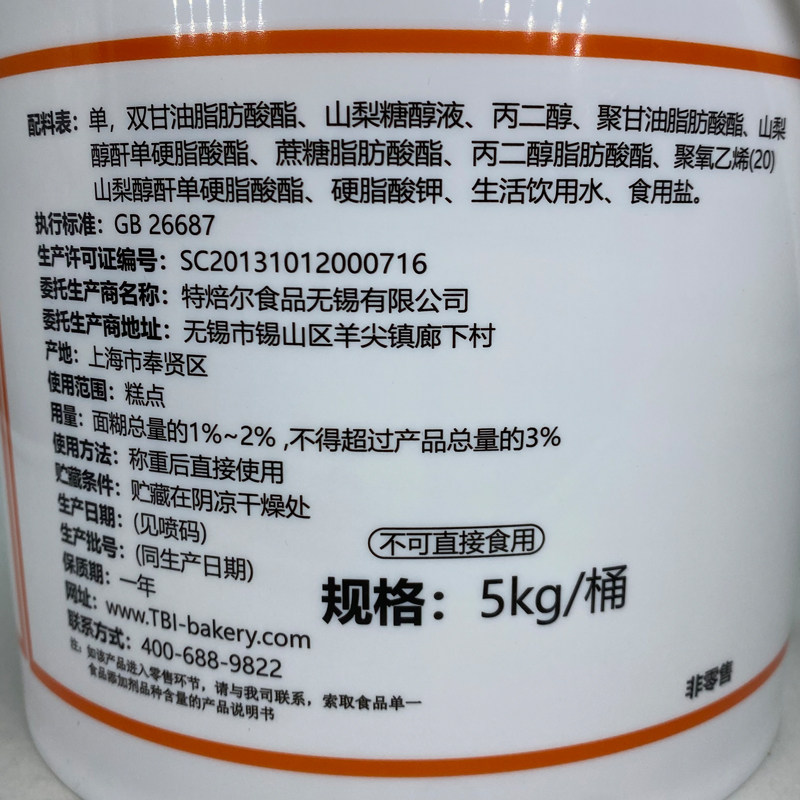 配料表：单，双甘油脂肪酸酯、山梨糖醇液、丙二醇、聚甘油脂肪酸酯、山梨
醇酐单硬脂酸酯、蔗糖脂肪酸酯、丙二醇脂肪酸酯、聚氧乙烯(20)
山梨醇酐单硬脂酸酯、硬脂酸钾、生活饮用水、食用盐。
执行标准：GB 26687
生产许可证编号：SC20131012000716
委托生产商名称：特焙尔食品无锡有限公司
委托生产商地址：无锡市锡山区羊尖镇廊下村
产地：上海市奉贤区
使用范围：糕点
用量：面糊总量的1%~2% ,不得超过产品总量的3%
使用方法：称重后直接使用
贮藏条件：贮藏在阴凉干燥处
生产日期：(见喷码)
生产批号：(同生产日期)
保质期：一年
网址：www.TBI-bakery.com
联系方式：400-688-9822
注：如该产品进入零售环节，请与我司联系，索取食品单一
食品添加剂品种含量的产品说明书
不可直接食用
规格：5kg/桶
非零售